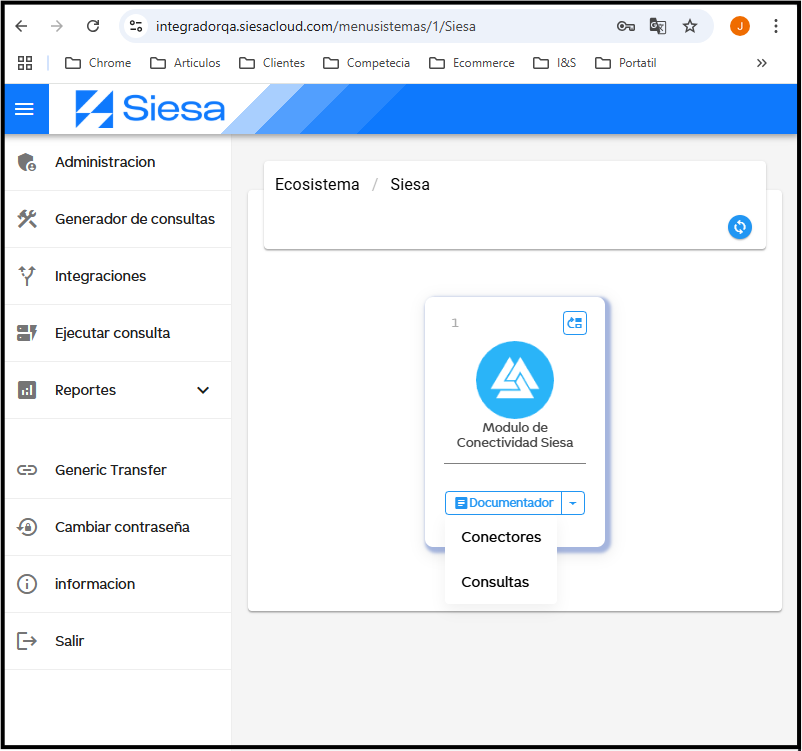 integradorqa.siesacloud.com/menusistemas/1/Siesa
J
Chrome
Articulos
Clientes
Competecia
Ecommerce
I&S
Portatil
Siesa
Administracion
Generador de consultas
Integraciones
Ejecutar consulta
Reportes
Generic Transfer
Cambiar contraseña
informacion
Salir
Ecosistema / Siesa
1
Modulo de
Conectividad Siesa
Documentador
Conectores
Consultas